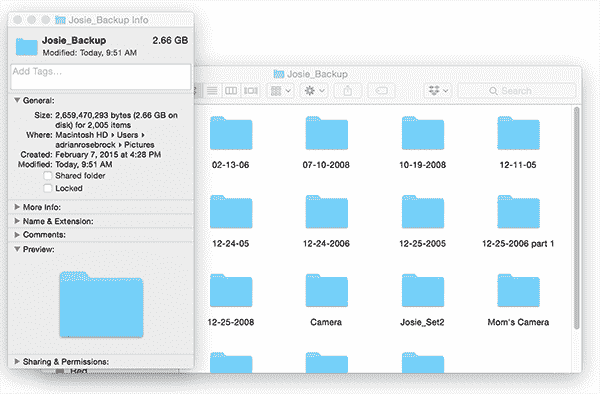 Josie_Backup Info
Josie_Backup 2.66 GB
Modified: Today, 9:51 AM
Add Tags...
General:
Size: 2,659,470,293 bytes (2.66 GB on
disk) for 2,005 items
Where: Macintosh HD ▸ Users ▸
adrianrosebrock ▸ Pictures
Created: February 7, 2015 at 4:28 PM
Modified: Today, 9:51 AM
Shared folder
Locked
More Info:
Name & Extension:
Comments:
Preview:
Sharing & Permissions:
Josie_Backup
Search
02-13-06 07-10-2008 10-19-2008 12-11-05
12-24-05 12-24-2006 12-25-2005 12-25-2006 part 1
12-25-2008 Camera Josie_Set2 Mom's Camera
Red